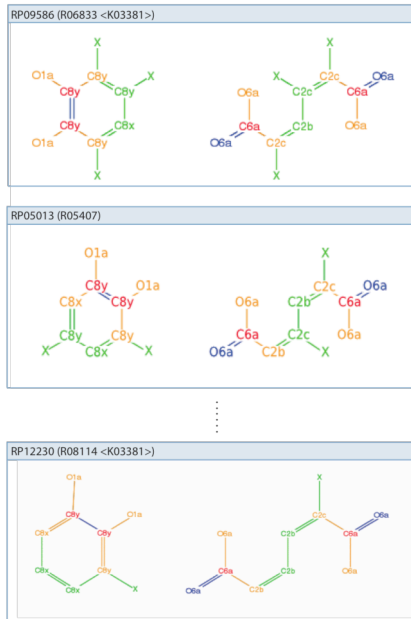 RP09586 (R06833 <K03381>)
X X
O1a C8y X C2c O6a
C8y C8y O6a C2c C6a
C8y C8x C6a C2b O6a
O1a C8y O6a C2c
X X
RP05013 (R05407)
O1a X
C8y O1a C2c O6a
C8x C8y O6a C2b C6a
C8y C8y C6a C2c O6a
X C8x X O6a C2b X
RP12230 (R08114 <K03381>)
O1a X
C8y O1a C2c O6a
C8x C8y O6a C2b C6a
C8x C8y C6a C2b O6a
C8x X O6a C2b